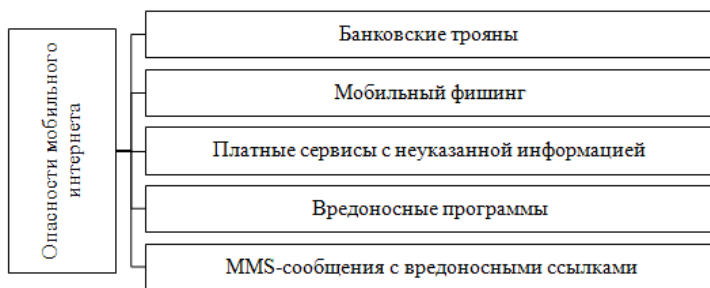 Опасности мобильного
интернета
Банковские трояны
Мобильный фишинг
Платные сервисы с неуказанной информацией
Вредоносные программы
MMS-сообщения с вредоносными ссылками